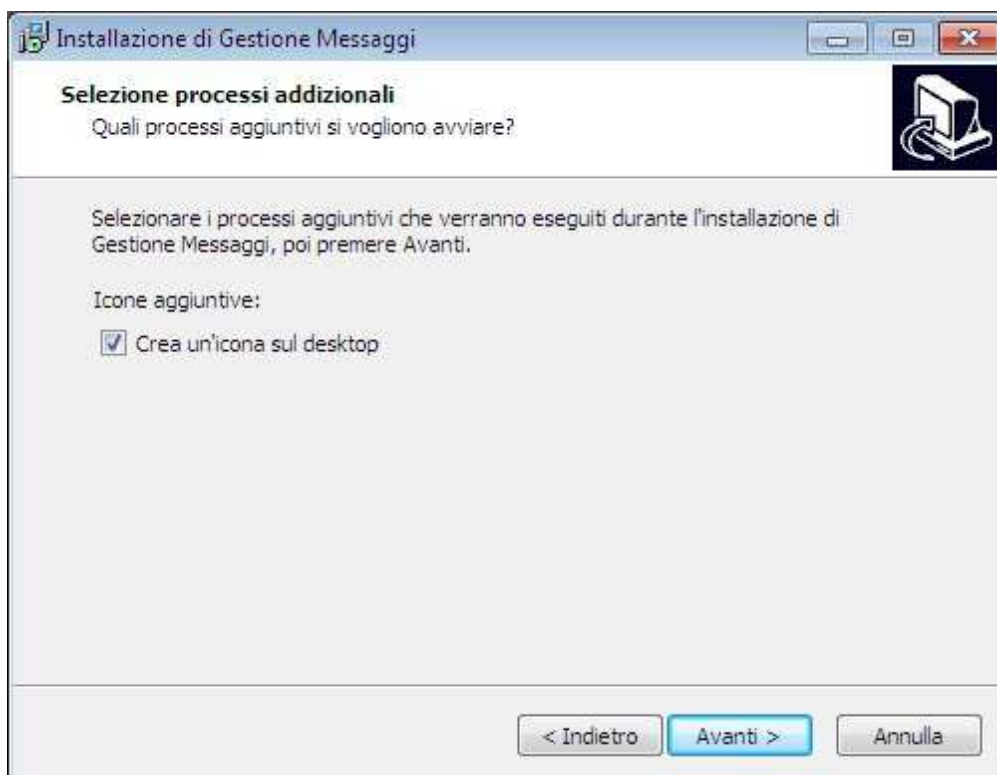 Installazione di Gestione Messaggi
Selezione processi addizionali
Quali processi aggiuntivi si vogliono avviare?
Selezionare i processi aggiuntivi che verranno eseguiti durante l'installazione di
Gestione Messaggi, poi premere Avanti.
Icone aggiuntive:
Crea un'icona sul desktop
< Indietro
Avanti >
Annulla